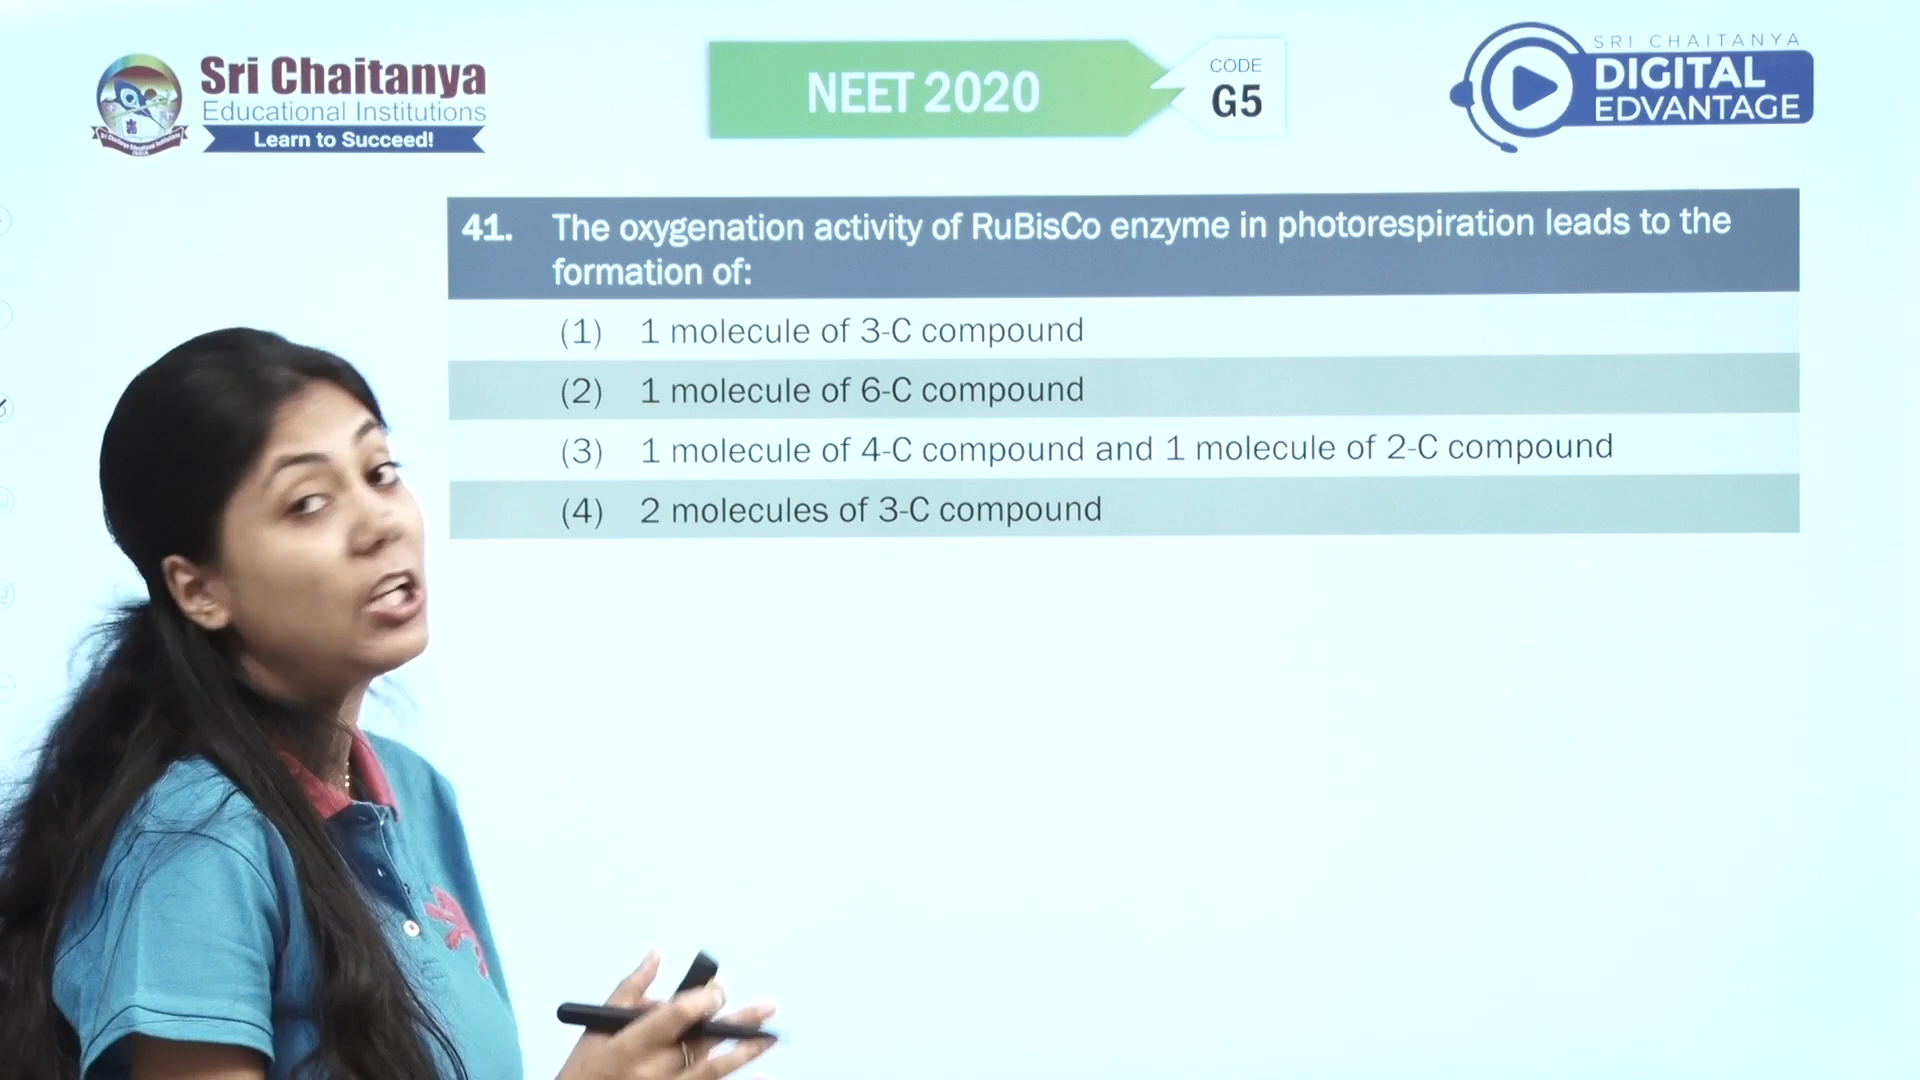 Sri Chaitanya
Educational Institutions
Learn to Succeed!
NEET 2020
CODE
G5
SRI CHAITANYA
DIGITAL
EDVANTAGE
41. The oxygenation activity of RuBisCo enzyme in photorespiration leads to the
formation of:
(1) 1 molecule of 3-C compound
(2) 1 molecule of 6-C compound
(3) 1 molecule of 4-C compound and 1 molecule of 2-C compound
(4) 2 molecules of 3-C compound